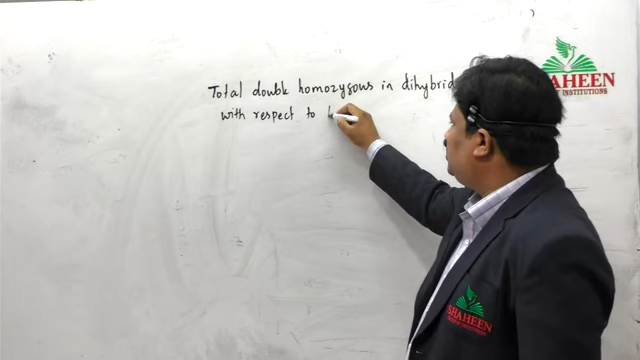 Total double homozygous in dihybrid
with respect to
SHAHEEN
INSTITUTIONS
SHAHEEN